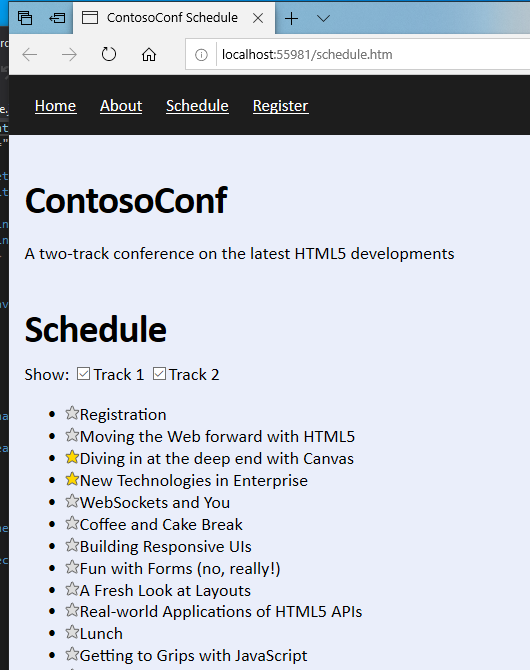 ContosoConf Schedule
localhost:55981/schedule.htm
Home About Schedule Register
ContosoConf
A two-track conference on the latest HTML5 developments
Schedule
Show: Track 1 Track 2
Registration
Moving the Web forward with HTML5
Diving in at the deep end with Canvas
New Technologies in Enterprise
WebSockets and You
Coffee and Cake Break
Building Responsive UIs
Fun with Forms (no, really!)
A Fresh Look at Layouts
Real-world Applications of HTML5 APIs
Lunch
Getting to Grips with JavaScript